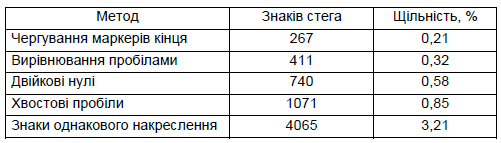 Метод Знаків стега Щільність, %
Чергування маркерів кінця 267 0,21
Вирівнювання пробілами 411 0,32
Двійкові нулі 740 0,58
Хвостові пробіли 1071 0,85
Знаки однакового накреслення 4065 3,21